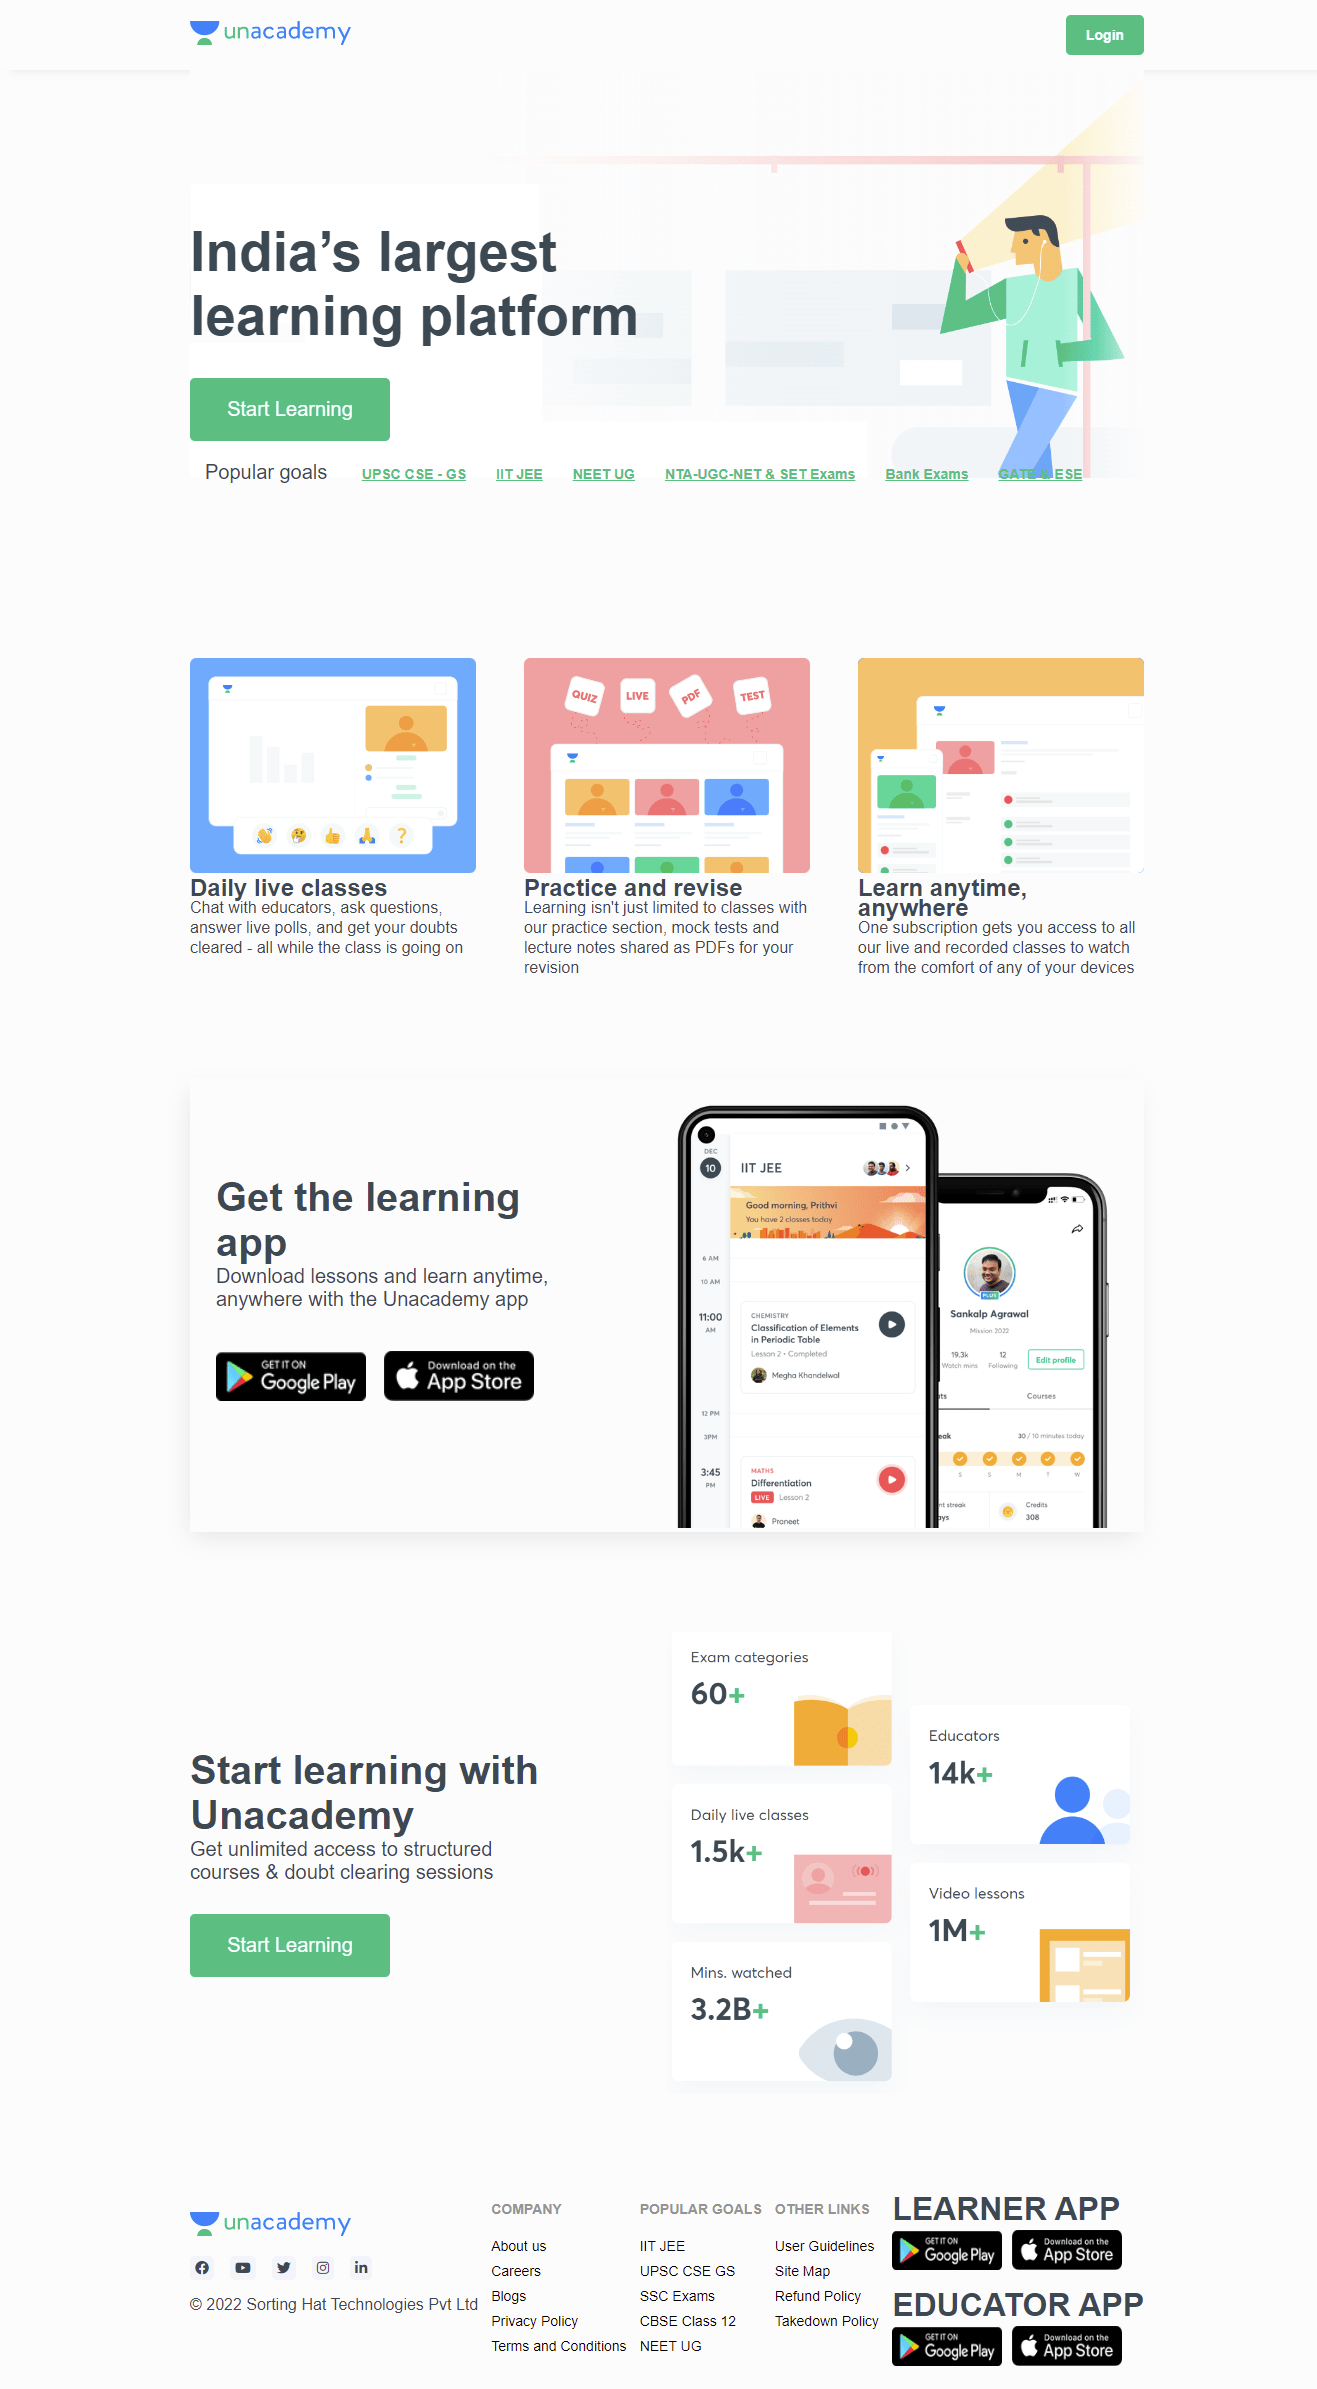 unacademy
Login
India’s largest
learning platform
Start Learning
Popular goals UPSC CSE - GS IIT JEE NEET UG NTA-UGC-NET & SET Exams Bank Exams GATE & ESE
QUIZ LIVE PDF TEST
Daily live classes
Chat with educators, ask questions,
answer live polls, and get your doubts
cleared - all while the class is going on
Practice and revise
Learning isn't just limited to classes with
our practice section, mock tests and
lecture notes shared as PDFs for your
revision
Learn anytime,
anywhere
One subscription gets you access to all
our live and recorded classes to watch
from the comfort of any of your devices
Get the learning
app
Download lessons and learn anytime,
anywhere with the Unacademy app
GET IT ON
Google Play
Download on the
App Store
DEC
10
IIT JEE
Good morning, Prithvi
You have 2 classes today
6 AM
10 AM
11:00
AM
CHEMISTRY
Classification of Elements
in Periodic Table
Lesson 2 • Completed
Megha Khandelwal
12 PM
3PM
3:45
PM
MATHS
Differentiation
LIVE Lesson 2
Praneet
PLUS
Sankalp Agrawal
Mission 2022
19.3k
Watch mins
12
Following
Edit profile
ts
Courses
eak
30 / 10 minutes today
S S M T W
nt streak
ays
Credits
308
Start learning with
Unacademy
Get unlimited access to structured
courses & doubt clearing sessions
Start Learning
Exam categories
60+
Educators
14k+
Daily live classes
1.5k+
Video lessons
1M+
Mins. watched
3.2B+
unacademy
© 2022 Sorting Hat Technologies Pvt Ltd
COMPANY
About us
Careers
Blogs
Privacy Policy
Terms and Conditions
POPULAR GOALS
IIT JEE
UPSC CSE GS
SSC Exams
CBSE Class 12
NEET UG
OTHER LINKS
User Guidelines
Site Map
Refund Policy
Takedown Policy
LEARNER APP
GET IT ON
Google Play
Download on the
App Store
EDUCATOR APP
GET IT ON
Google Play
Download on the
App Store